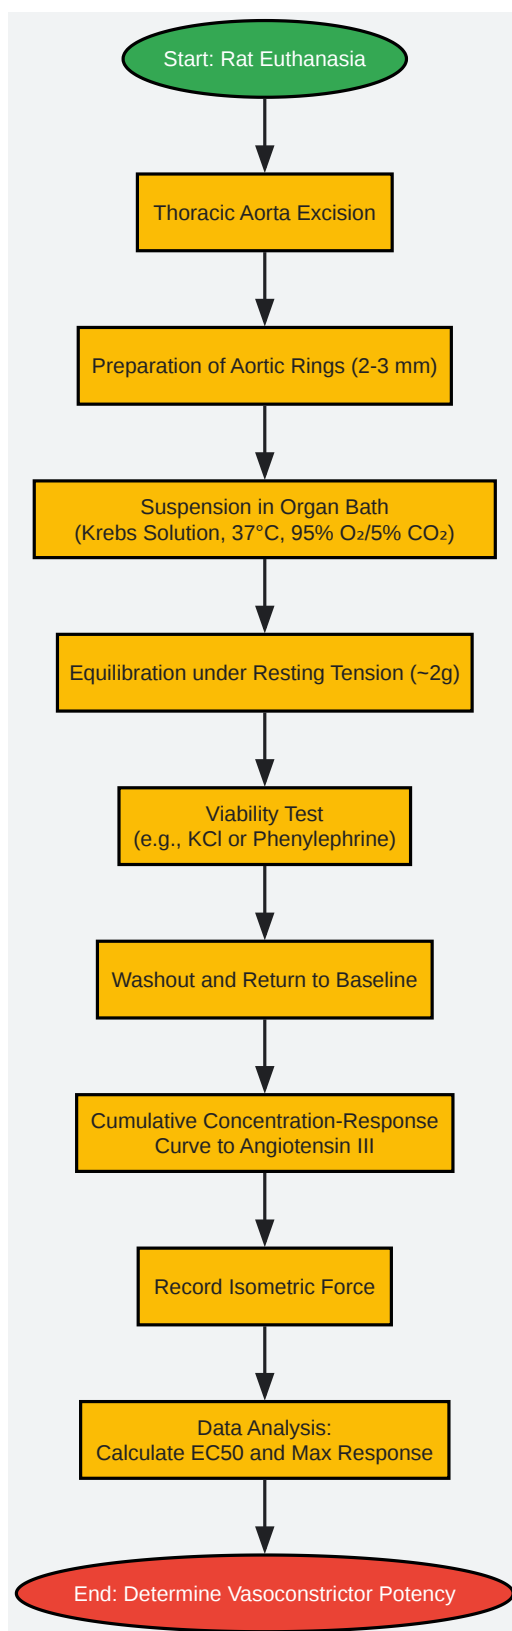 Start: Rat Euthanasia
Thoracic Aorta Excision
Preparation of Aortic Rings (2-3 mm)
Suspension in Organ Bath
(Krebs Solution, 37°C, 95% O₂/5% CO₂)
Equilibration under Resting Tension (~2g)
Viability Test
(e.g., KCl or Phenylephrine)
Washout and Return to Baseline
Cumulative Concentration-Response
Curve to Angiotensin III
Record Isometric Force
Data Analysis:
Calculate EC50 and Max Response
End: Determine Vasoconstrictor Potency